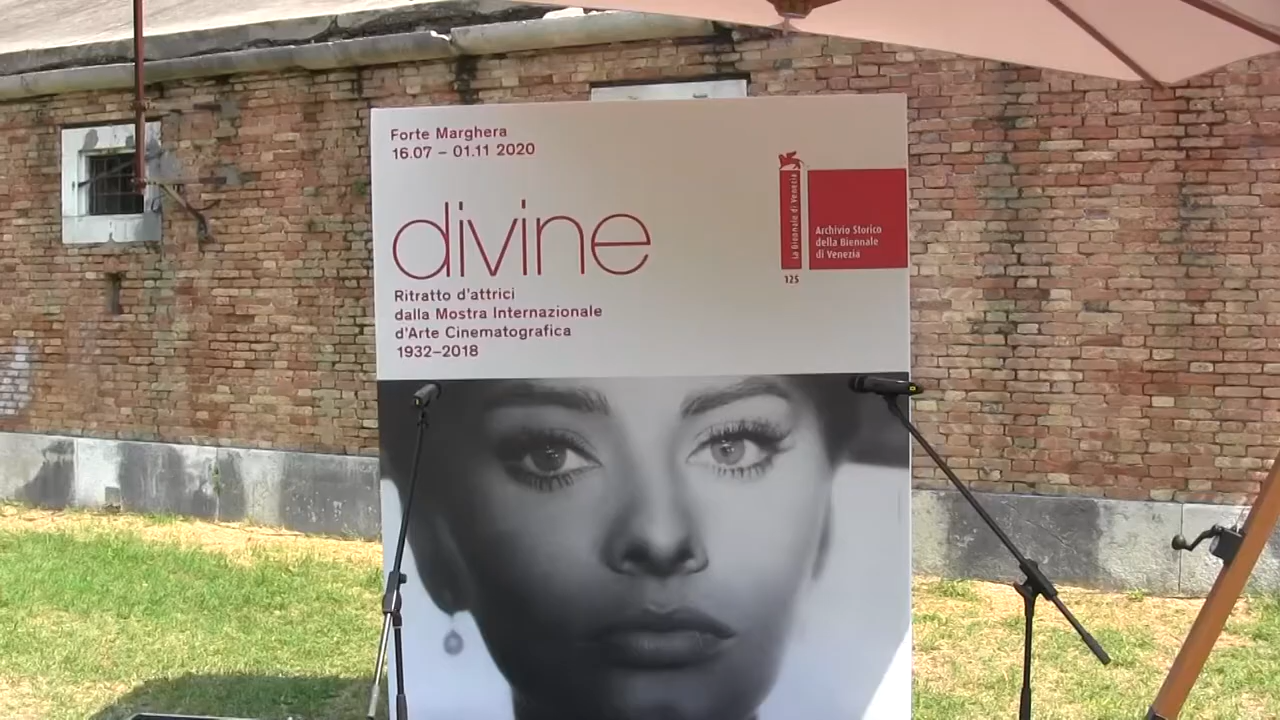 Forte Marghera
16.07 – 01.11 2020
divine
Ritratto d'attrici
dalla Mostra Internazionale
d'Arte Cinematografica
1932–2018
La Biennale di Venezia
125
Archivio Storico
della Biennale
di Venezia